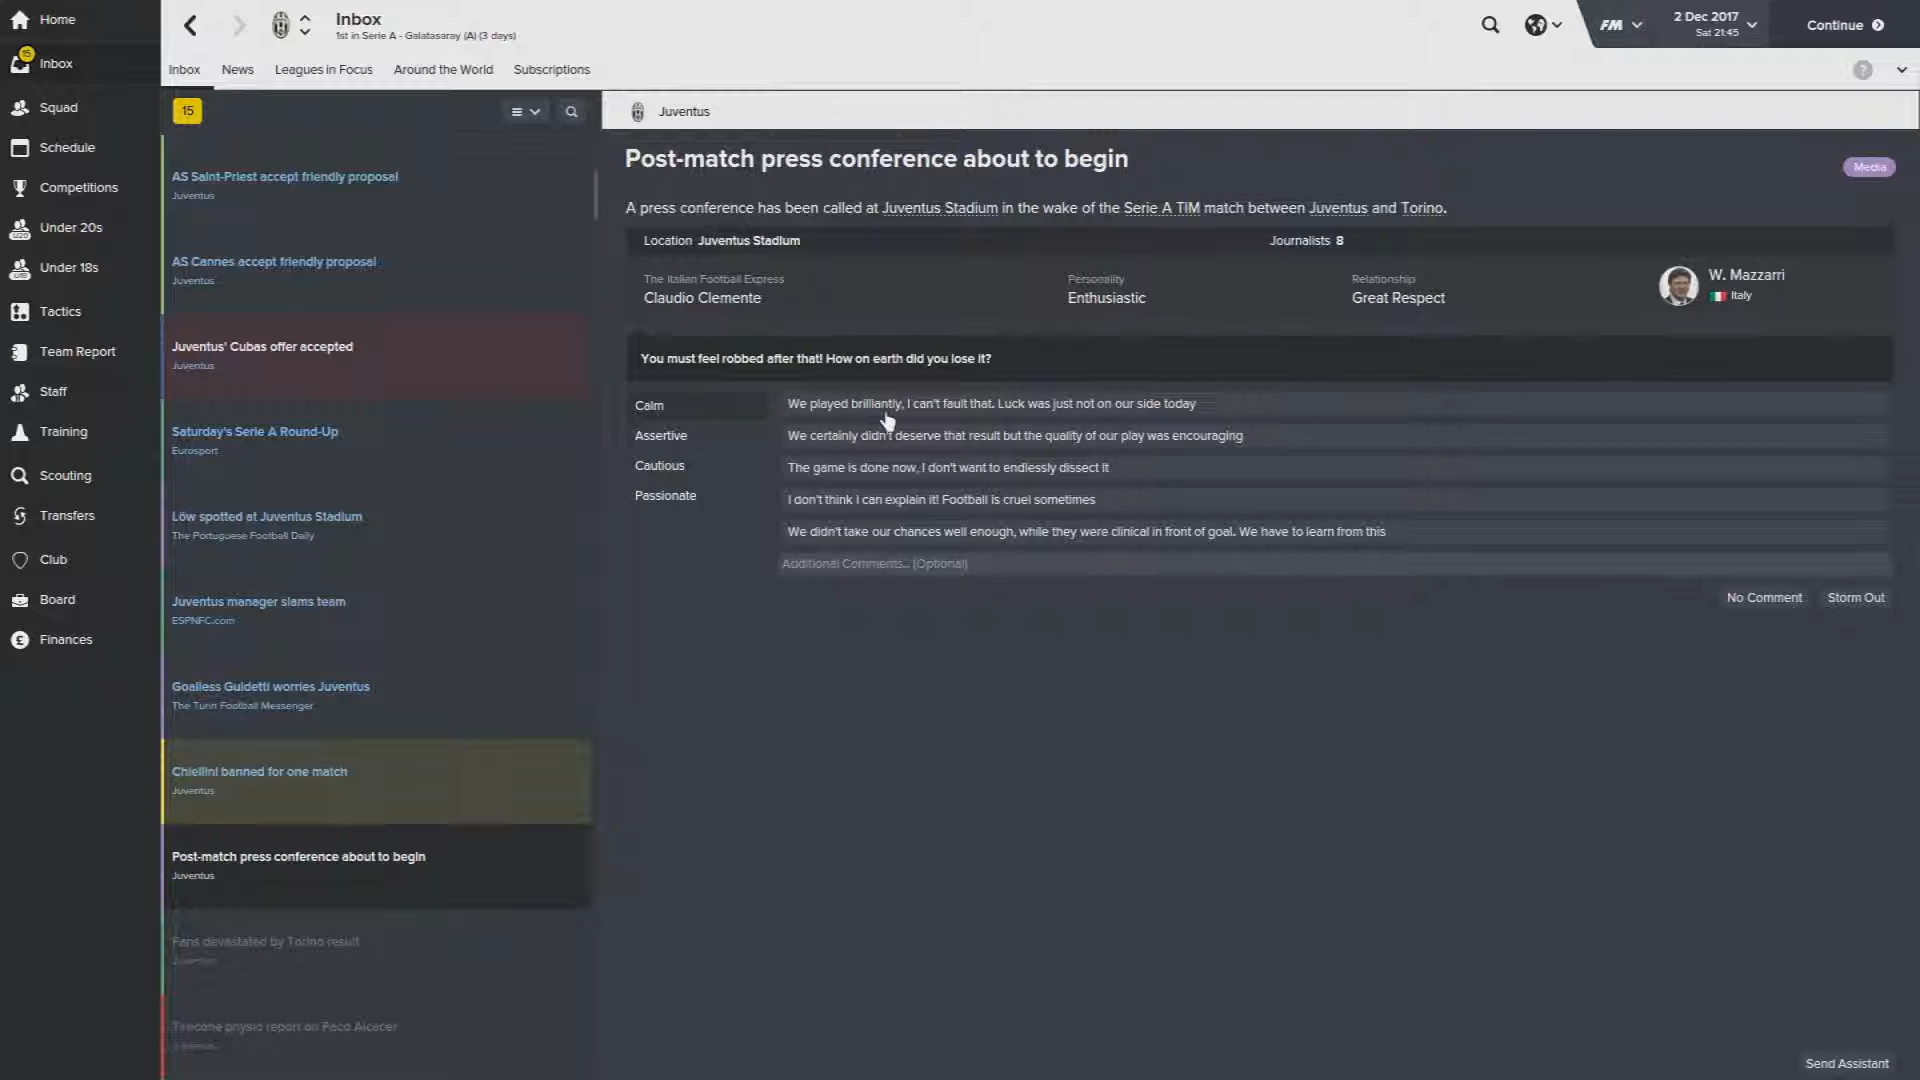 Home
15
Inbox
Squad
Schedule
Competitions
Under 20s
Under 18s
Tactics
Team Report
Staff
Training
Scouting
Transfers
Club
Board
Finances
Inbox
1st in Serie A - Galatasaray (A) (3 days)
FM
2 Dec 2017
Sat 21:45
Continue
Inbox
News
Leagues in Focus
Around the World
Subscriptions
15
AS Saint-Priest accept friendly proposal
Juventus
AS Cannes accept friendly proposal
Juventus
Juventus' Cubas offer accepted
Juventus
Saturday's Serie A Round-Up
Eurosport
Löw spotted at Juventus Stadium
The Portuguese Football Daily
Juventus manager slams team
ESPNFC.com
Goalless Guidetti worries Juventus
The Turin Football Messenger
Chiellini banned for one match
Juventus
Post-match press conference about to begin
Juventus
Fans devastated by Torino result
Juventus
physio report on Paco Alcacer
Juventus
Post-match press conference about to begin
Media
A press conference has been called at Juventus Stadium in the wake of the Serie A TIM match between Juventus and Torino.
Location Juventus Stadium
Journalists 8
The Italian Football Express
Claudio Clemente
Personality
Enthusiastic
Relationship
Great Respect
W. Mazzarri
Italy
You must feel robbed after that! How on earth did you lose it?
Calm
Assertive
Cautious
Passionate
We played brilliantly, I can't fault that. Luck was just not on our side today
We certainly didn't deserve that result but the quality of our play was encouraging
The game is done now, I don't want to endlessly dissect it
I don't think I can explain it! Football is cruel sometimes
We didn't take our chances well enough, while they were clinical in front of goal. We have to learn from this
Additional Comments... (Optional)
No Comment
Storm Out
Send Assistant